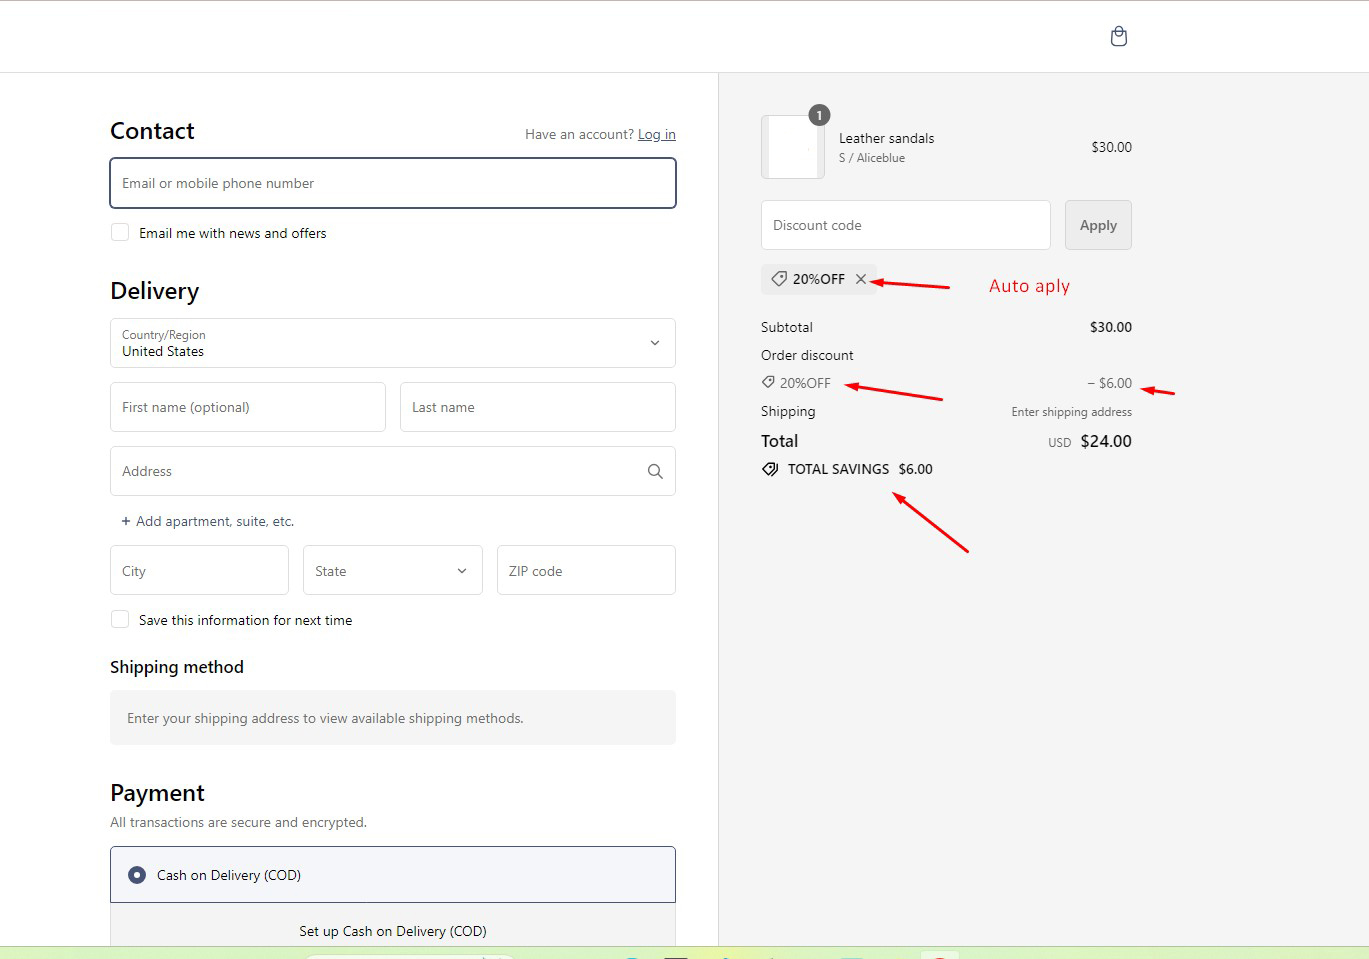 Contact
Have an account? Log in
Email or mobile phone number
Email me with news and offers
Delivery
Country/Region
United States
First name (optional)
Last name
Address
+ Add apartment, suite, etc.
City
State
ZIP code
Save this information for next time
Shipping method
Enter your shipping address to view available shipping methods.
Payment
All transactions are secure and encrypted.
Cash on Delivery (COD)
Set up Cash on Delivery (COD)
1
Leather sandals
$30.00
S / Aliceblue
Discount code
Apply
20%OFF
Auto aply
Subtotal $30.00
Order discount
20%OFF – $6.00
Shipping Enter shipping address
Total USD $24.00
TOTAL SAVINGS $6.00